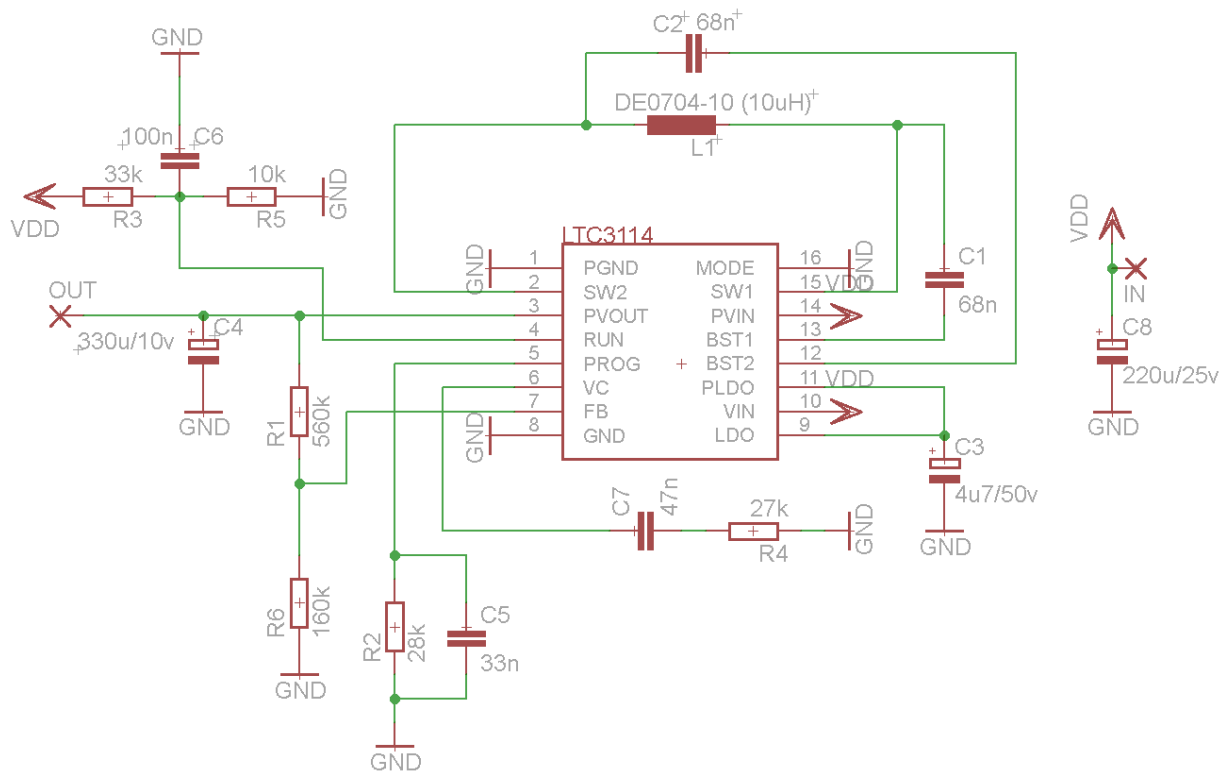 GND
C2 68n
DE0704-10 (10uH)
L1
100n C6
33k
10k
VDD
R3
R5
GND
LTC3114
GND
1 PGND
2 SW2
3 PVOUT
4 RUN
5 PROG
6 VC
7 FB
8 GND
GND
MODE 16
SW1 15
PVIN 14
BST1 13
BST2 12
PLDO 11
VIN 10
LDO 9
GND
VDD
VDD
C1
68n
VDD
IN
C8
220u/25v
GND
OUT
C4
330u/10v
GND
R1
560k
R6
160k
GND
C7
47n
27k
R4
GND
C3
4u7/50v
GND
R2
28k
C5
33n
GND